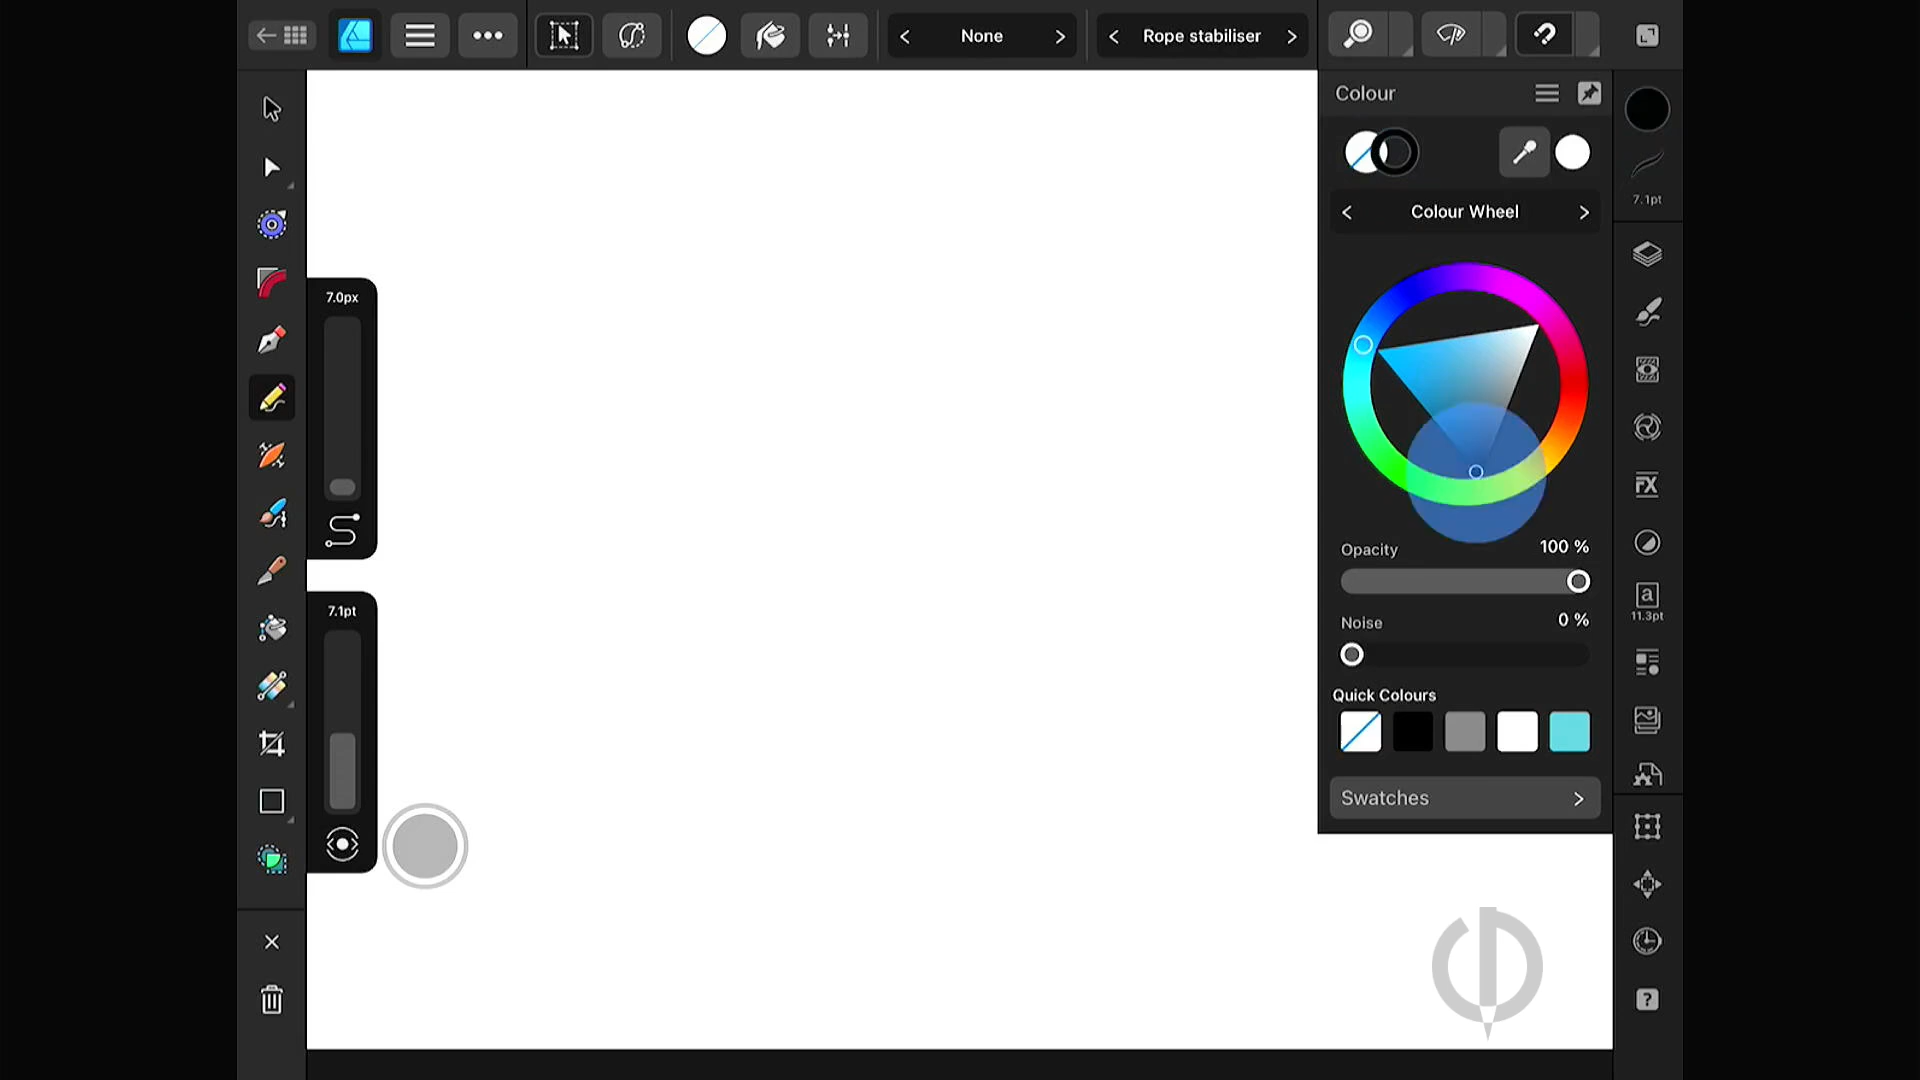 None
Rope stabiliser
Colour
7.1pt
Colour Wheel
7.0px
FX
Opacity
100 %
a
11.3pt
7.1pt
Noise
0 %
Quick Colours
Swatches
?